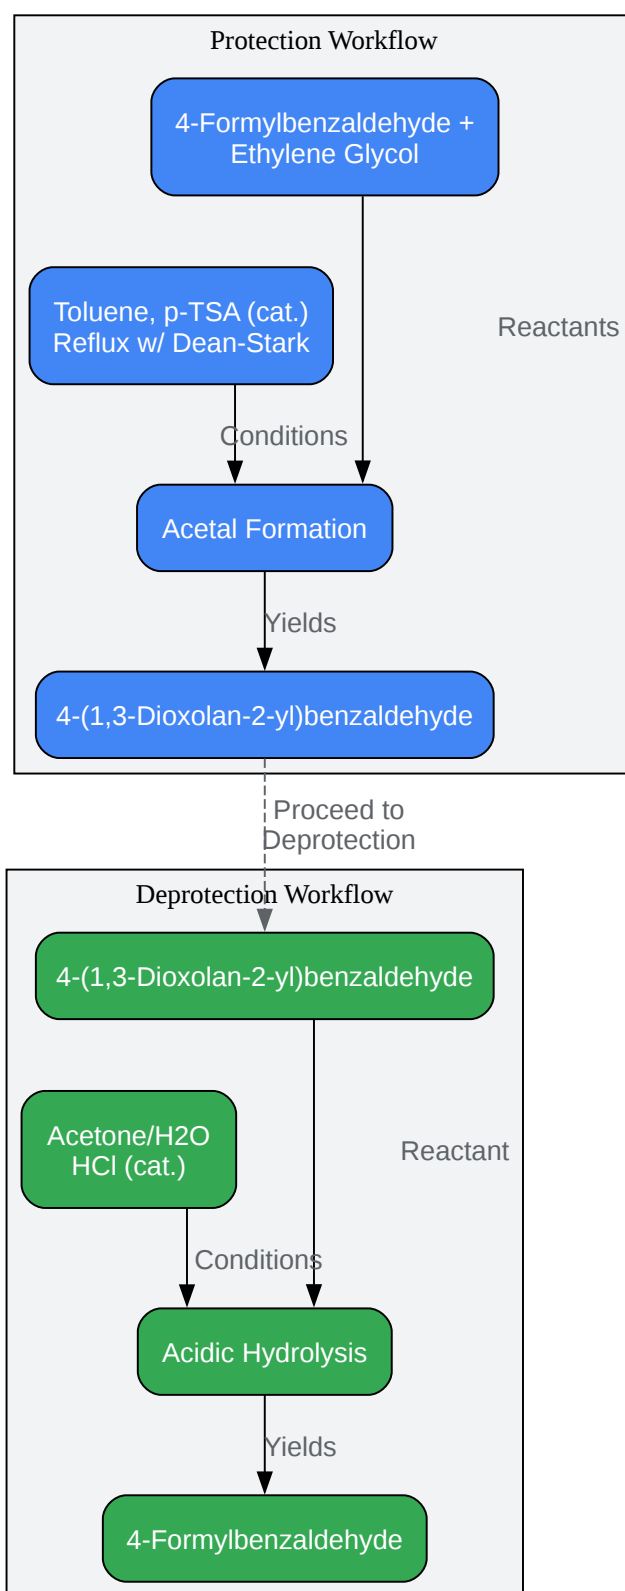 Protection Workflow
4-Formylbenzaldehyde +
Ethylene Glycol
Toluene, p-TSA (cat.)
Reflux w/ Dean-Stark
Reactants
Conditions
Acetal Formation
Yields
4-(1,3-Dioxolan-2-yl)benzaldehyde
Proceed to
Deprotection
Deprotection Workflow
4-(1,3-Dioxolan-2-yl)benzaldehyde
Acetone/H2O
HCl (cat.)
Reactant
Conditions
Acidic Hydrolysis
Yields
4-Formylbenzaldehyde